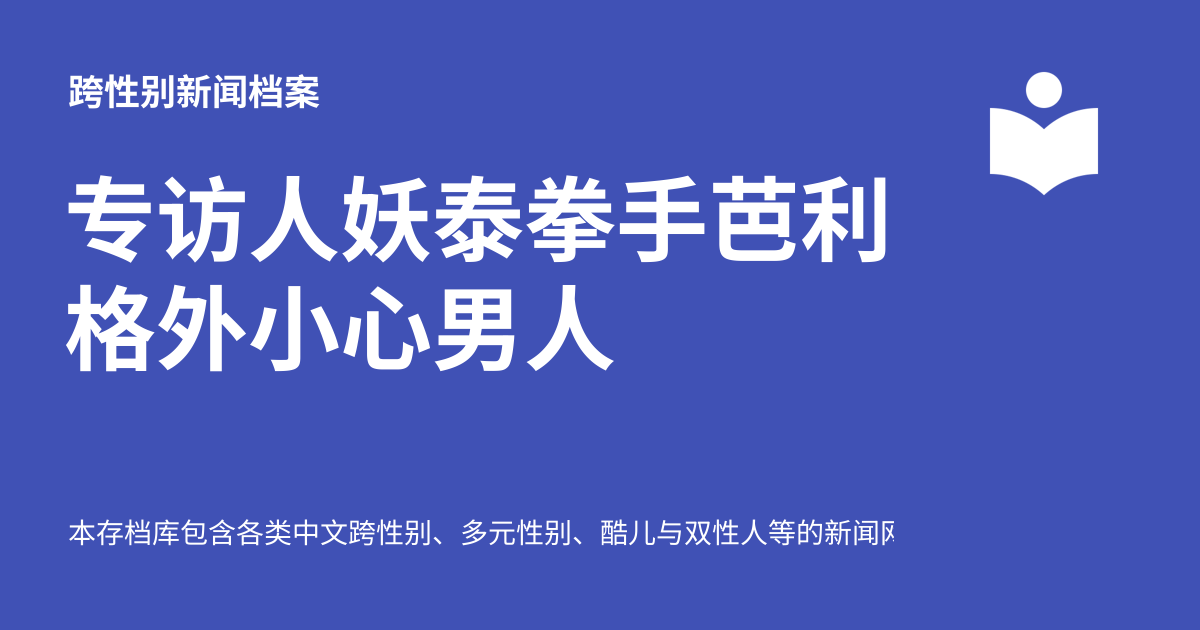 跨性别新闻档案
专访人妖泰拳手芭利
格外小心男人
本存档库包含各类中文跨性别、多元性别、酷儿与双性人等的新闻